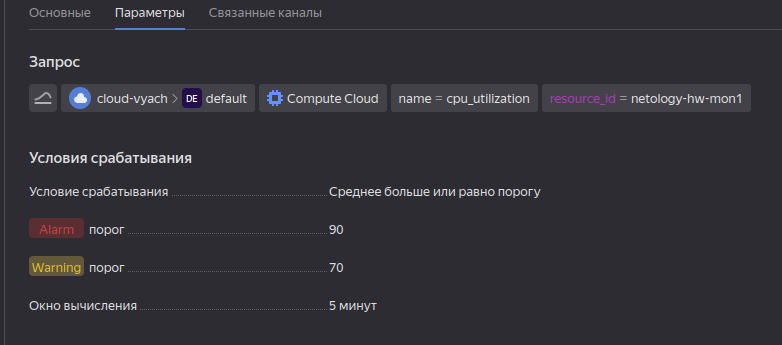 Основные Параметры Связанные каналы
Запрос
cloud-vyach > DE default Compute Cloud name = cpu_utilization resource_id = netology-hw-mon1
Условия срабатывания
Условие срабатывания Среднее больше или равно порогу
Alarm порог 90
Warning порог 70
Окно вычисления 5 минут